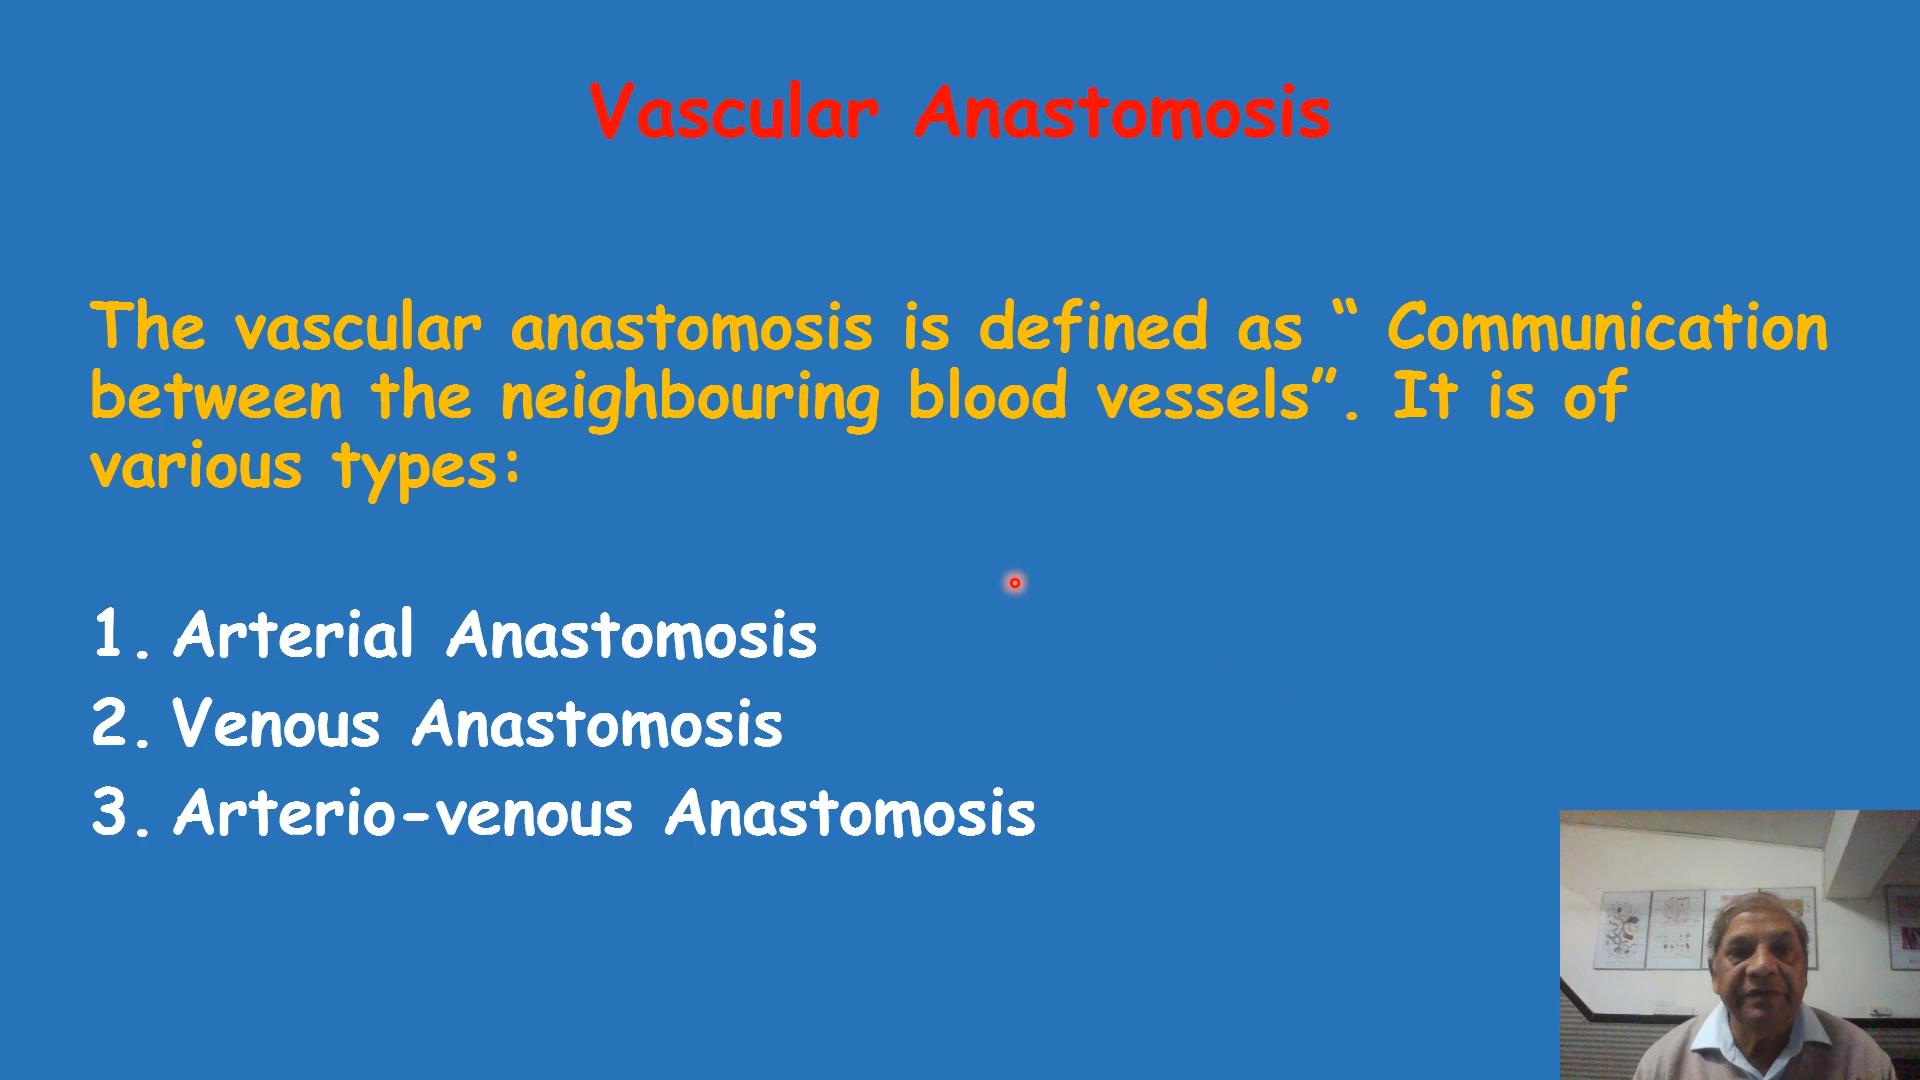 Vascular Anastomosis
The vascular anastomosis is defined as “ Communication
between the neighbouring blood vessels”. It is of
various types:
1. Arterial Anastomosis
2. Venous Anastomosis
3. Arterio-venous Anastomosis